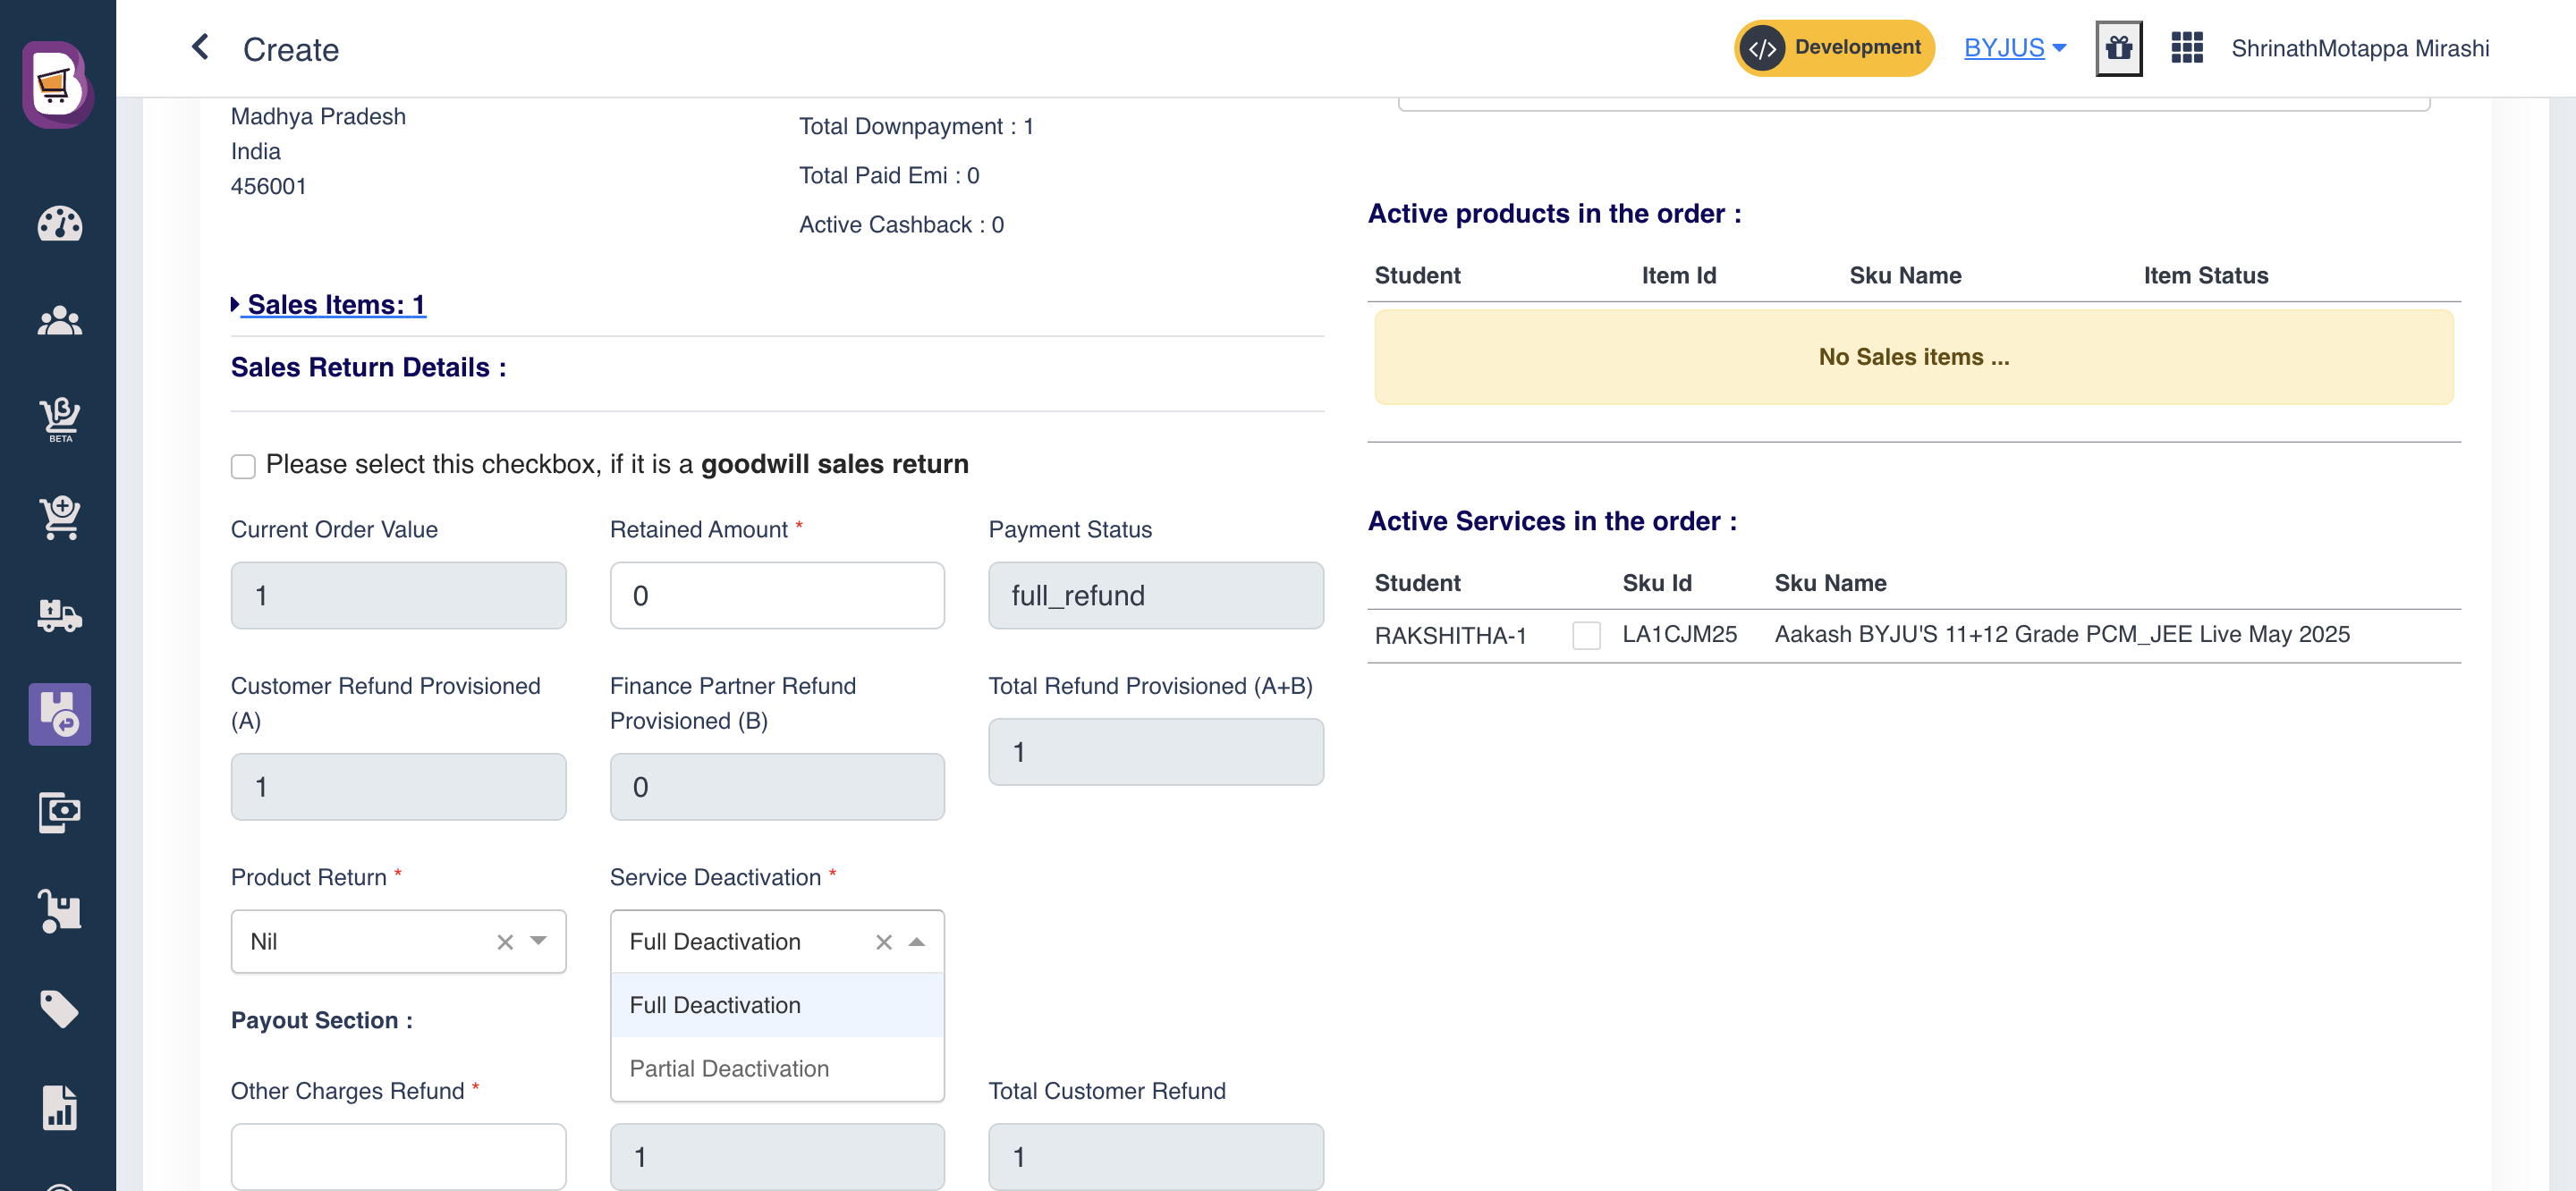 Create
Development
BYJUS
ShrinathMotappa Mirashi
BETA
Madhya Pradesh
India
456001
Total Downpayment : 1
Total Paid Emi : 0
Active Cashback : 0
Sales Items: 1
Sales Return Details :
Please select this checkbox, if it is a goodwill sales return
Current Order Value
Retained Amount *
Payment Status
1
0
full_refund
Customer Refund Provisioned
(A)
Finance Partner Refund
Provisioned (B)
Total Refund Provisioned (A+B)
1
0
1
Product Return *
Service Deactivation *
Nil
Full Deactivation
Full Deactivation
Partial Deactivation
Payout Section :
Other Charges Refund *
Total Customer Refund
1
1
Active products in the order :
Student
Item Id
Sku Name
Item Status
No Sales items ...
Active Services in the order :
Student
Sku Id
Sku Name
RAKSHITHA-1
LA1CJM25
Aakash BYJU'S 11+12 Grade PCM_JEE Live May 2025